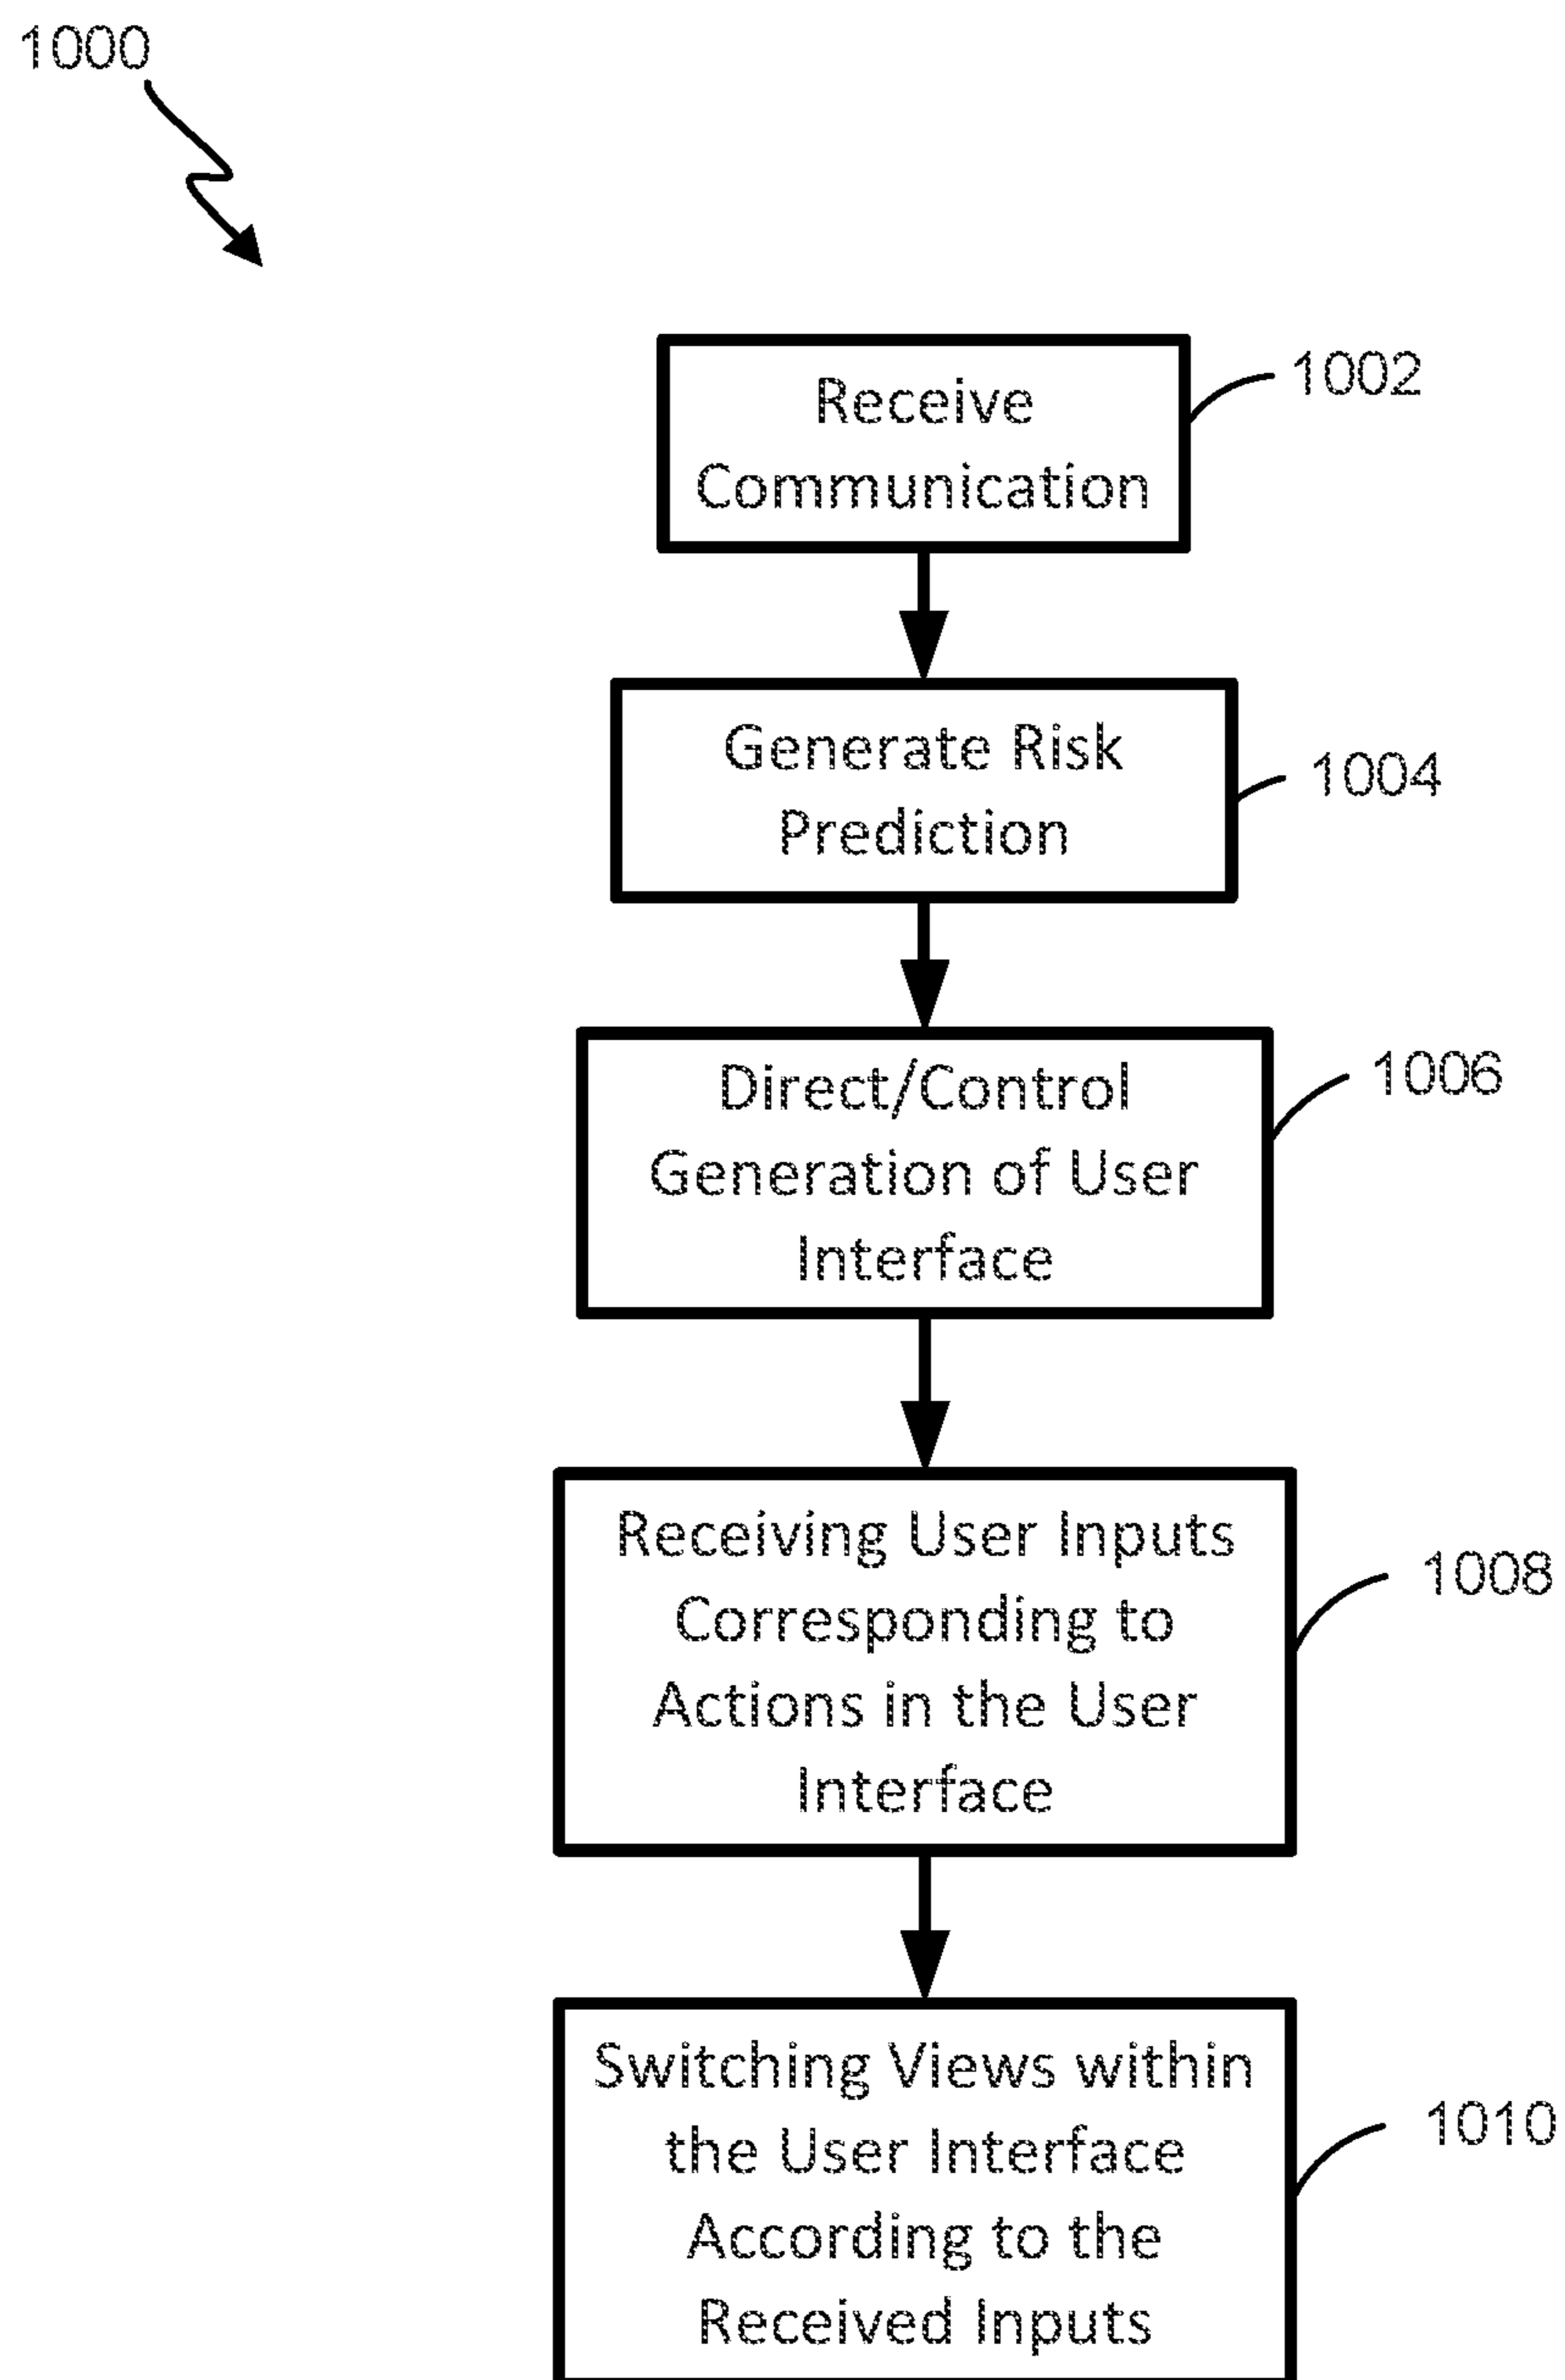 1000
Receive
Communication
1002
Generate Risk
Prediction
1004
Direct/Control
Generation of User
Interface
1006
Receiving User Inputs
Corresponding to
Actions in the User
Interface
1008
Switching Views within
the User Interface
According to the
Received Inputs
1010